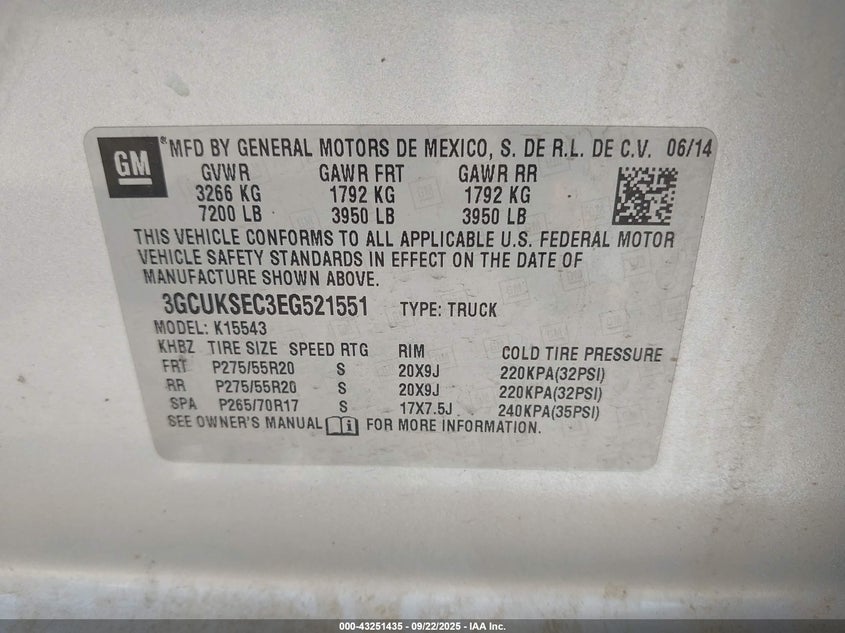 GM
® MFD BY GENERAL MOTORS DE MEXICO, S. DE R.L. DE C.V. 06/14
GVWR GAWR FRT GAWR RR
3266 KG 1792 KG 1792 KG
7200 LB 3950 LB 3950 LB
THIS VEHICLE CONFORMS TO ALL APPLICABLE U.S. FEDERAL MOTOR
VEHICLE SAFETY STANDARDS IN EFFECT ON THE DATE OF
MANUFACTURE SHOWN ABOVE.
3GCUKSEC3EG521551 TYPE: TRUCK
MODEL: K15543
KHBZ TIRE SIZE SPEED RTG RIM COLD TIRE PRESSURE
FRT P275/55R20 S 20X9J 220KPA(32PSI)
RR P275/55R20 S 20X9J 220KPA(32PSI)
SPA P265/70R17 S 17X7.5J 240KPA(35PSI)
SEE OWNER'S MANUAL FOR MORE INFORMATION.
000-43251435 - 09/22/2025 - IAA Inc.